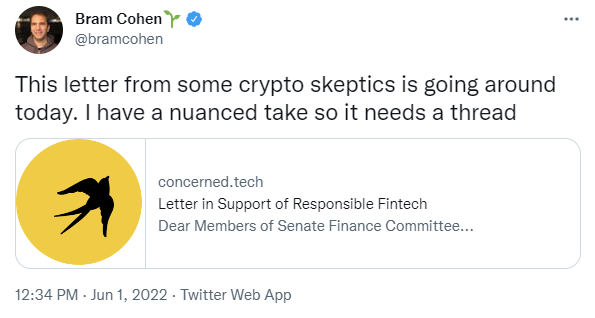 Bram Cohen🌱
@bramcohen
This letter from some crypto skeptics is going around
today. I have a nuanced take so it needs a thread
concerned.tech
Letter in Support of Responsible Fintech
Dear Members of Senate Finance Committee...
12:34 PM · Jun 1, 2022 · Twitter Web App